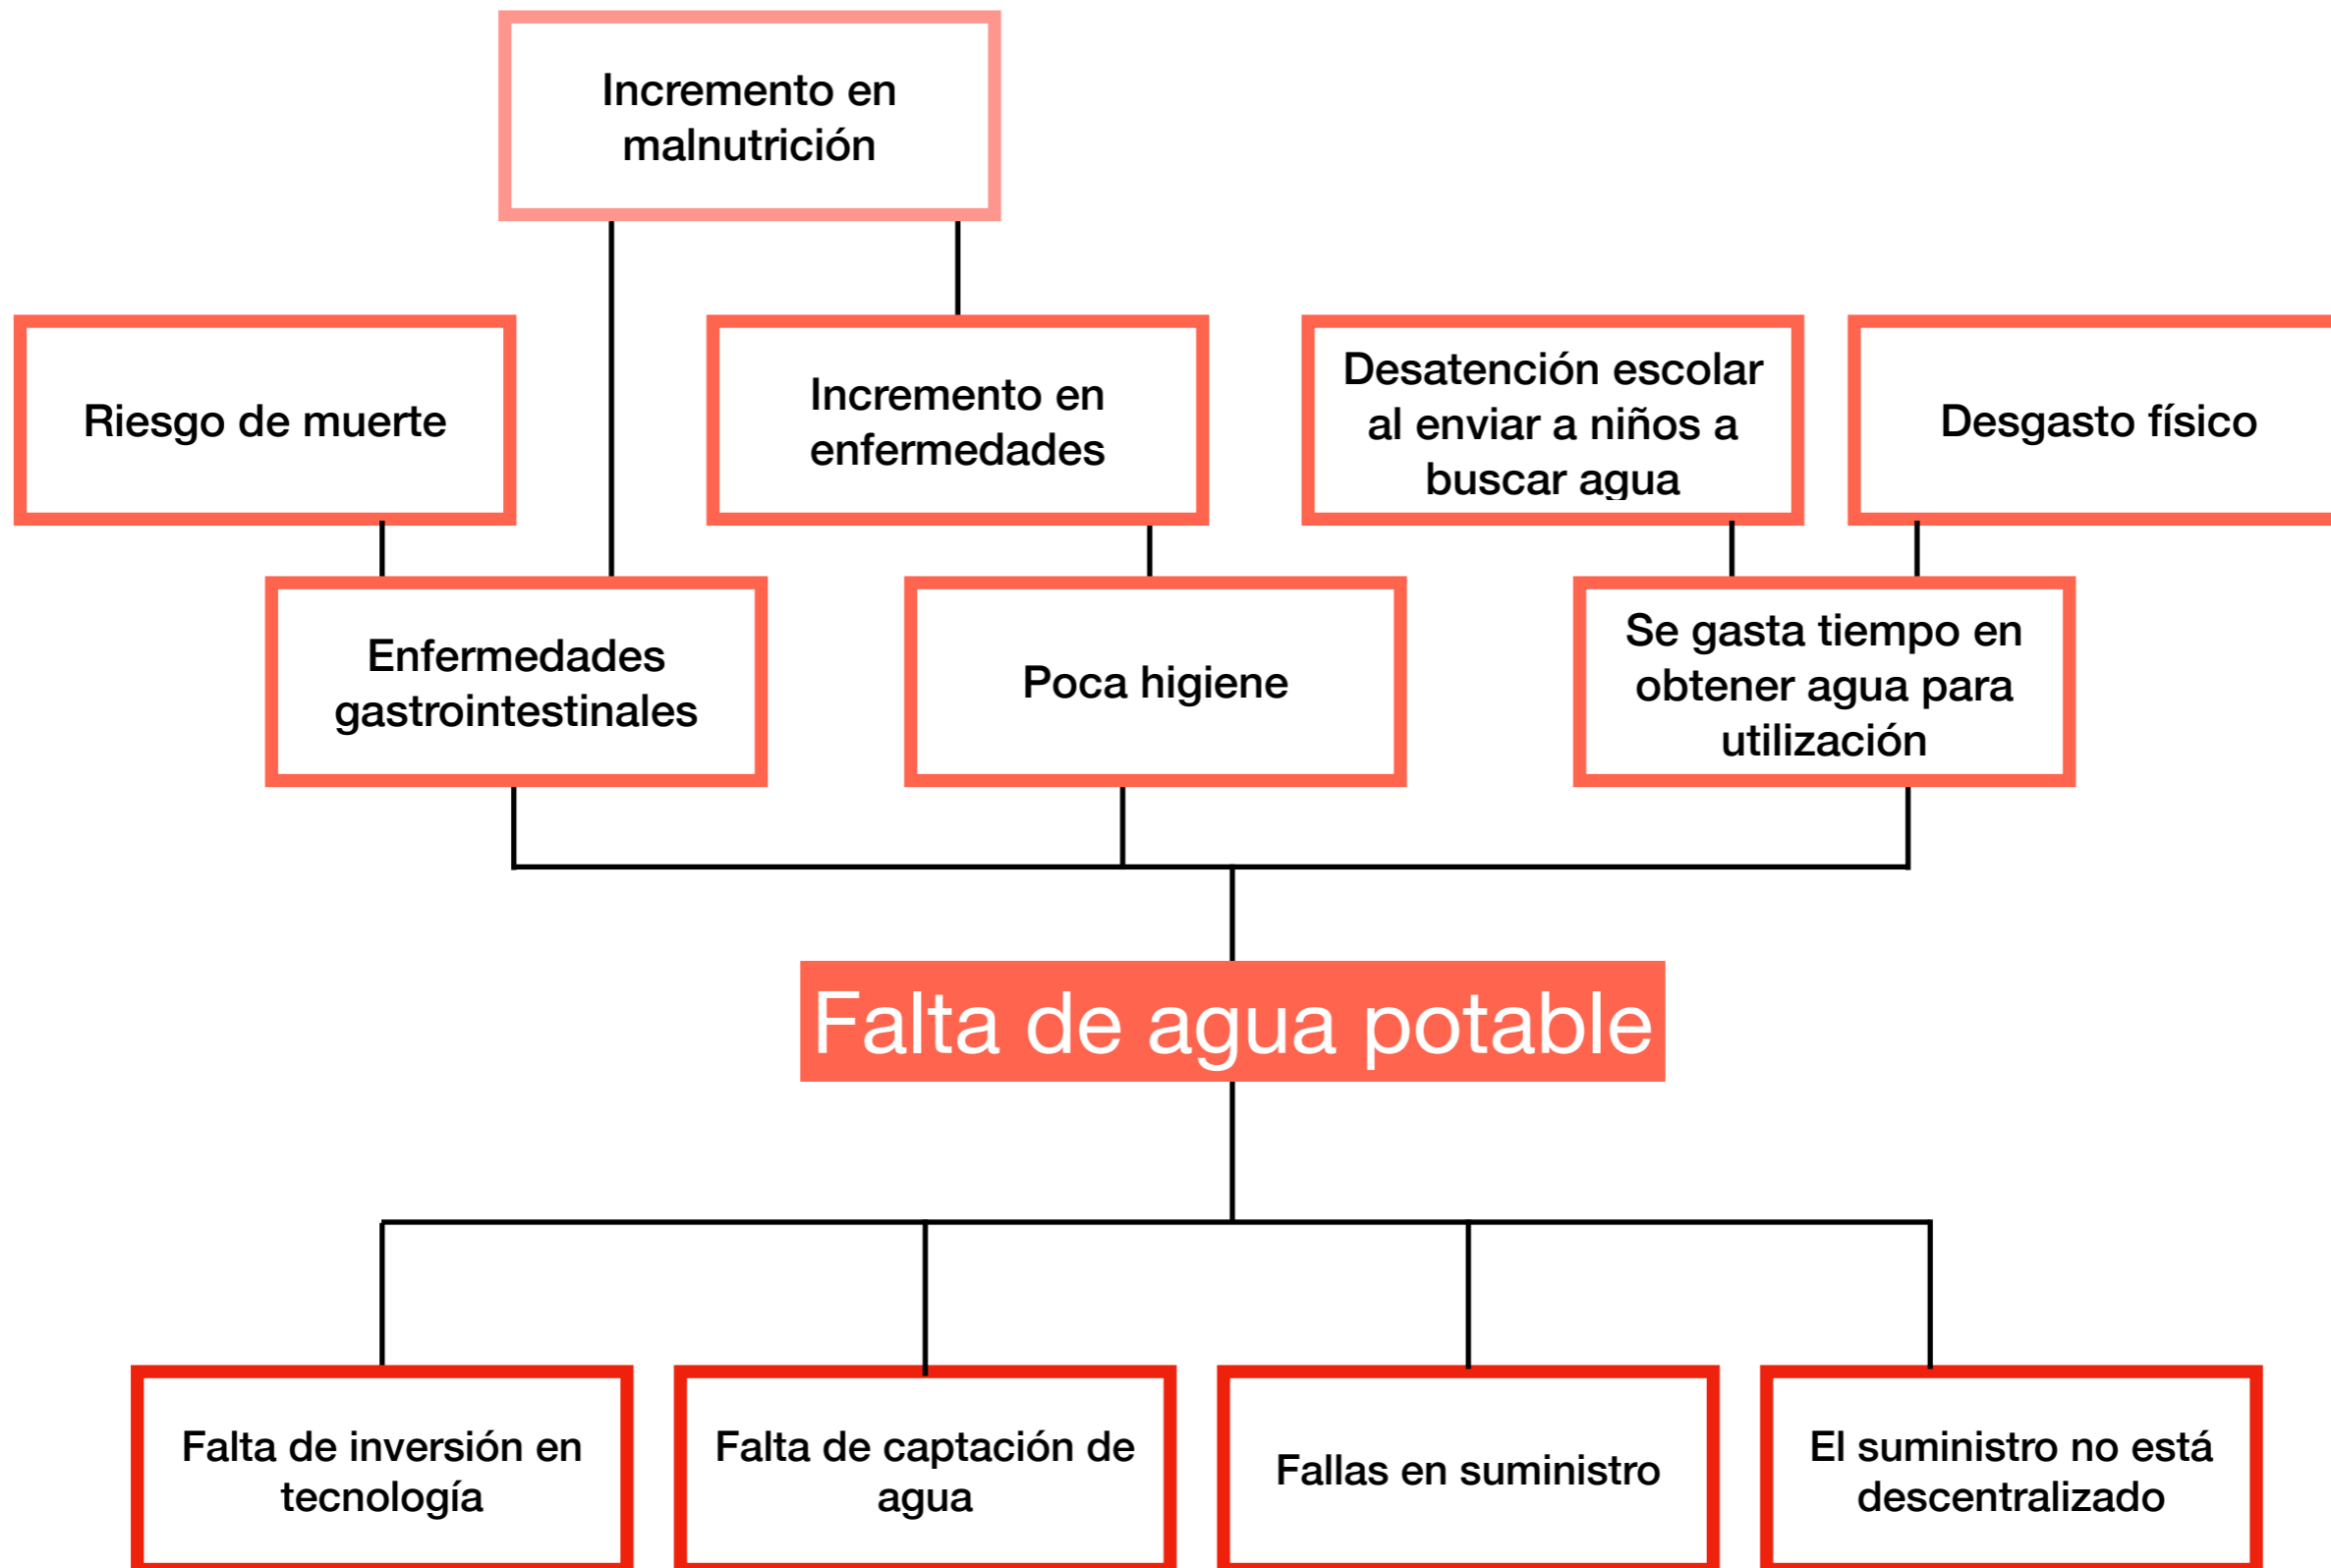 Incremento en
malnutrición
Riesgo de muerte
Incremento en
enfermedades
Desatención escolar
al enviar a niños a
buscar agua
Desgasto físico
Enfermedades
gastrointestinales
Poca higiene
Se gasta tiempo en
obtener agua para
utilización
Falta de agua potable
Falta de inversión en
tecnología
Falta de captación de
agua
Fallas en suministro
El suministro no está
descentralizado